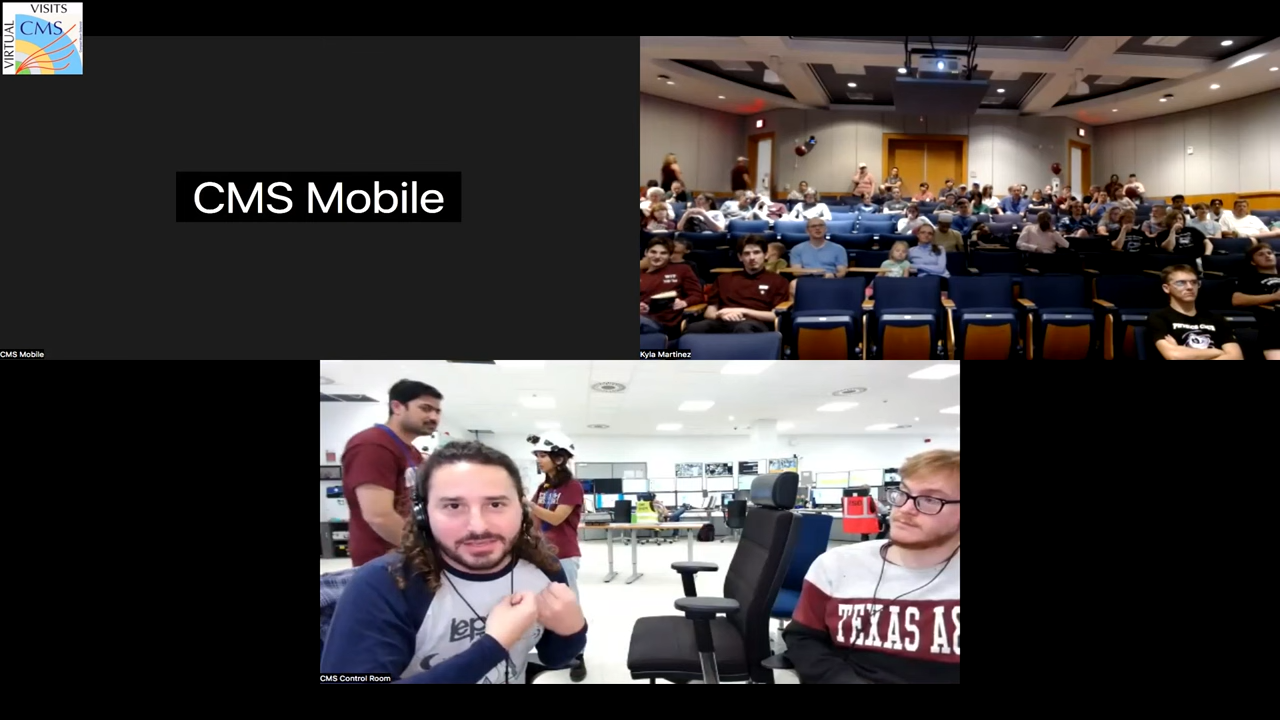 VISITS
CMS
VIRTUAL
CMS Mobile
CMS Mobile
Kyla Martinez
CMS Control Room
TEXAS A&